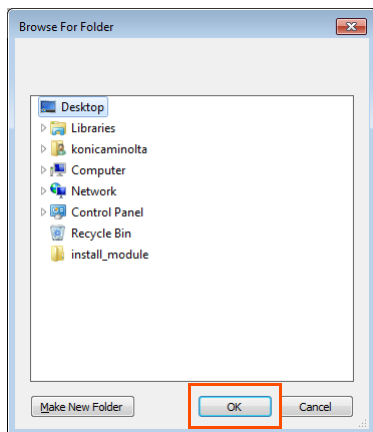 Browse For Folder
Desktop
Libraries
konicaminolta
Computer
Network
Control Panel
Recycle Bin
install_module
Make New Folder OK Cancel